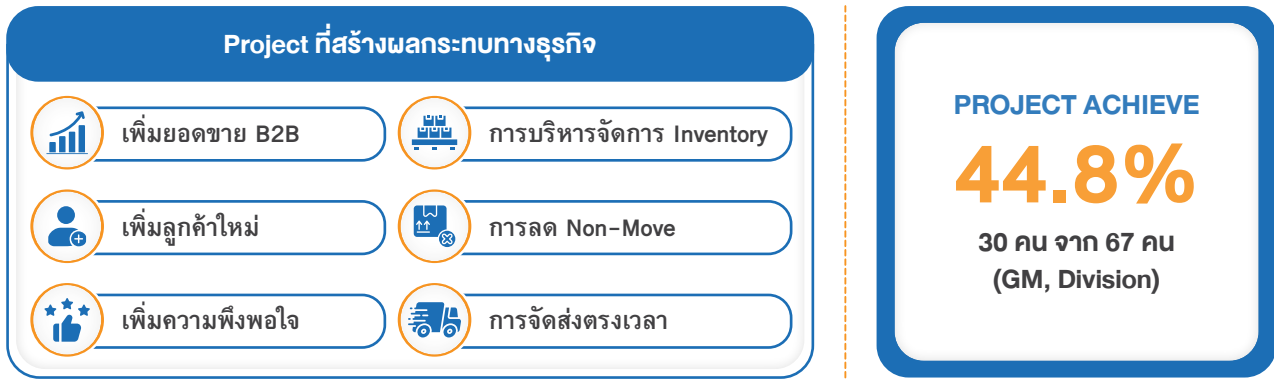 Project ที่สร้างผลกระทบทางธุรกิจ
เพิ่มยอดขาย B2B
การบริหารจัดการ Inventory
เพิ่มลูกค้าใหม่
การลด Non-Move
เพิ่มความพึงพอใจ
การจัดส่งตรงเวลา
PROJECT ACHIEVE
44.8%
30 คน จาก 67 คน
(GM, Division)